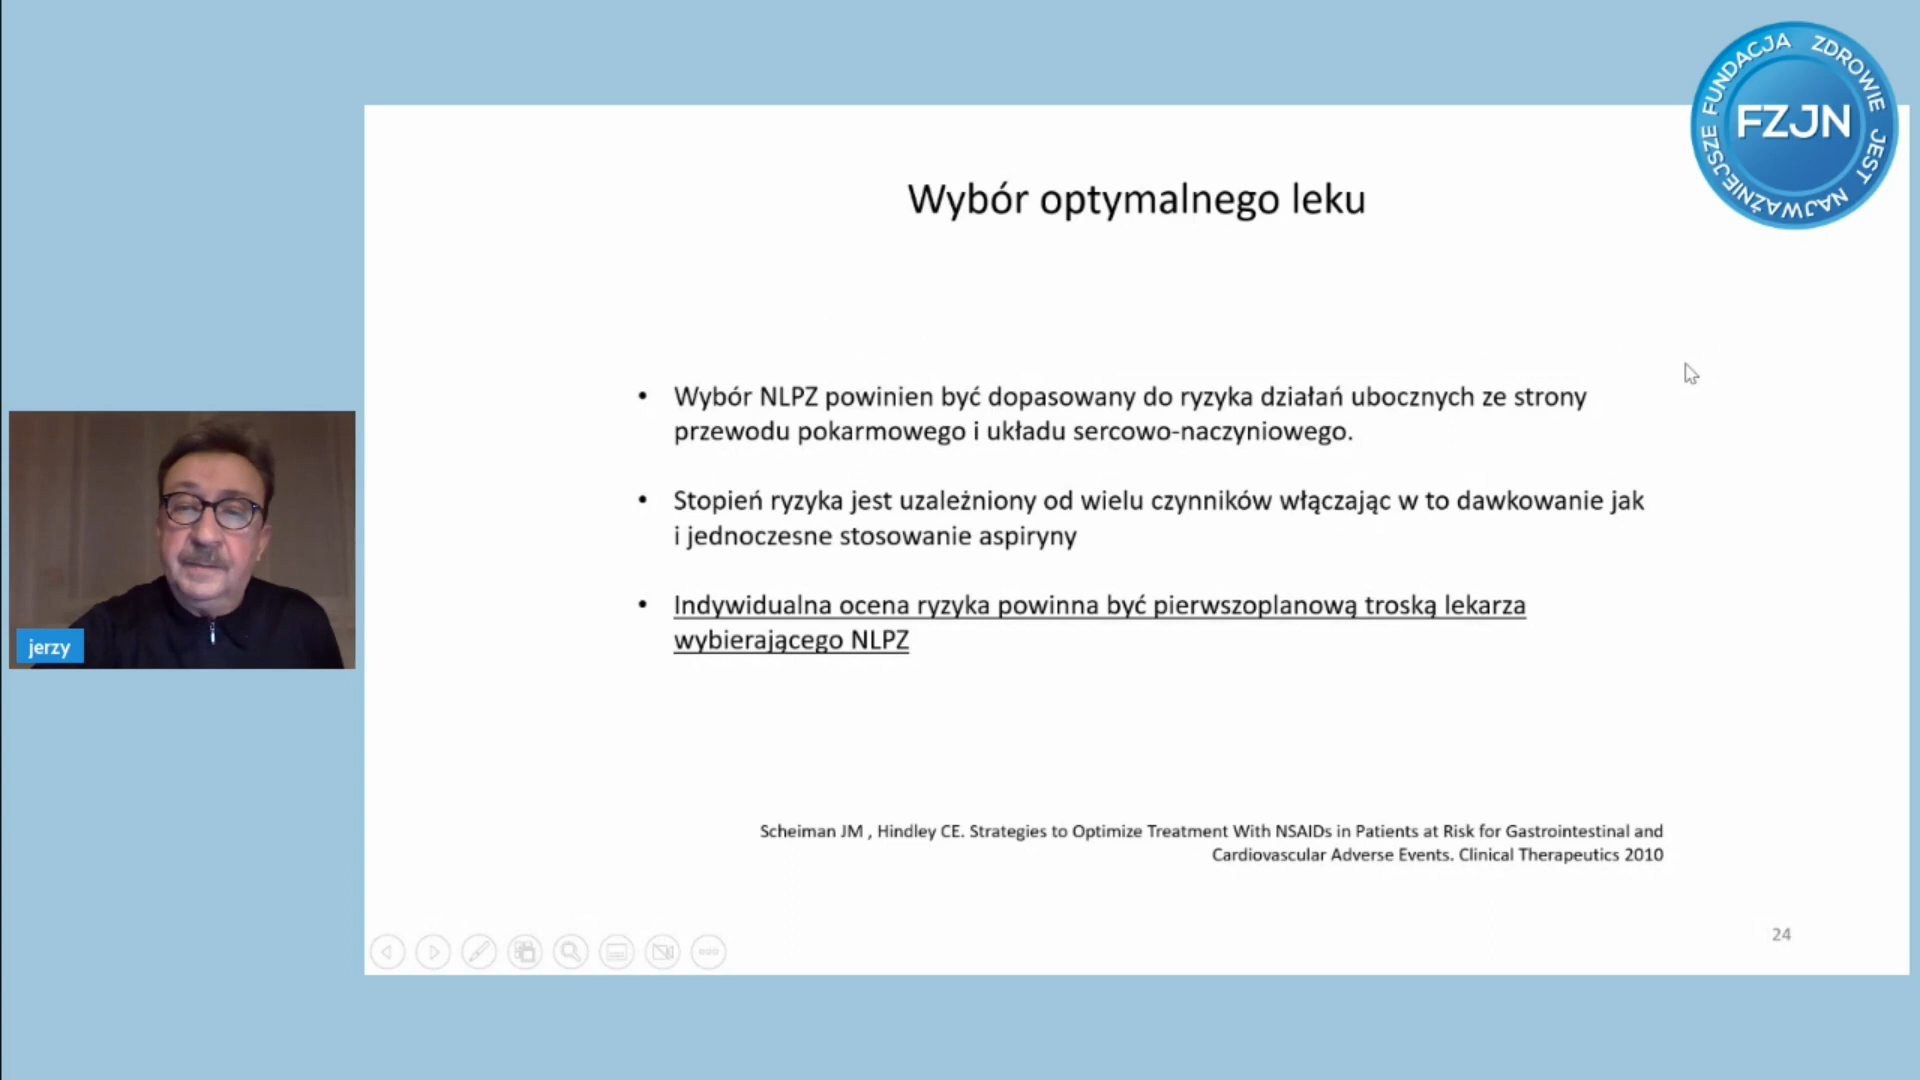 FUNDACJA ZDROWIE JEST NAJWAŻNIEJSZE
FZJN
Wybór optymalnego leku
• Wybór NLPZ powinien być dopasowany do ryzyka działań ubocznych ze strony
przewodu pokarmowego i układu sercowo-naczyniowego.
• Stopień ryzyka jest uzależniony od wielu czynników włączając w to dawkowanie jak
i jednoczesne stosowanie aspiryny
• Indywidualna ocena ryzyka powinna być pierwszoplanową troską lekarza
wybierającego NLPZ
jerzy
Scheiman JM , Hindley CE. Strategies to Optimize Treatment With NSAIDs in Patients at Risk for Gastrointestinal and
Cardiovascular Adverse Events. Clinical Therapeutics 2010
24